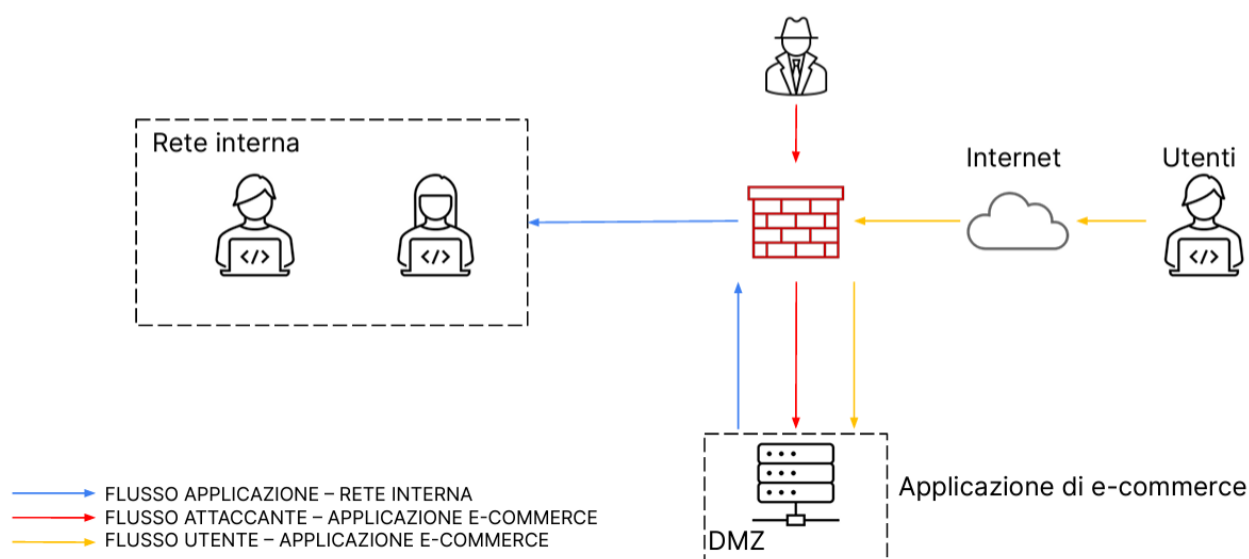 Rete interna
Internet
Utenti
</>
</>
</>
Applicazione di e-commerce
DMZ
FLUSSO APPLICAZIONE – RETE INTERNA
FLUSSO ATTACCANTE – APPLICAZIONE E-COMMERCE
FLUSSO UTENTE – APPLICAZIONE E-COMMERCE